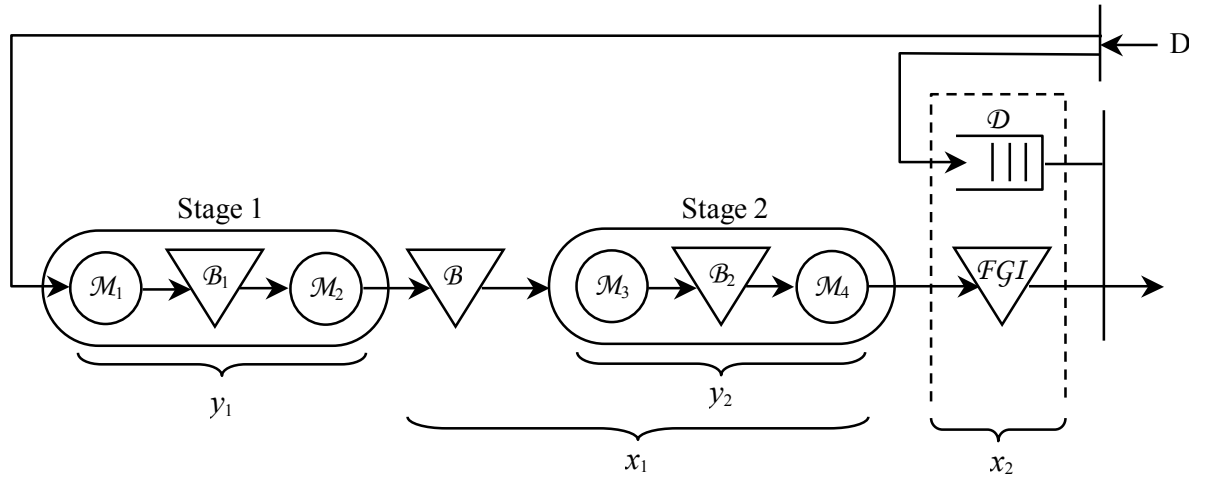 D
𝒟
Stage 1
Stage 2
ℳ1
ℬ1
ℳ2
ℬ
ℳ3
ℬ2
ℳ4
ℱGI
y1
y2
x1
x2